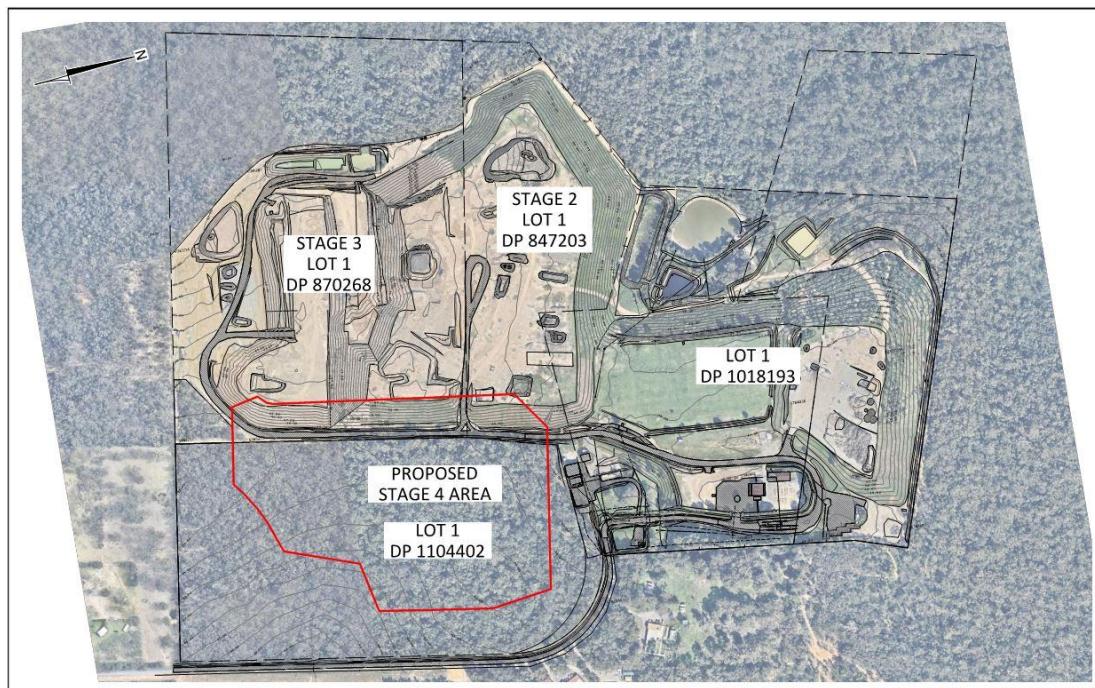 N
STAGE 2
LOT 1
DP 847203
STAGE 3
LOT 1
DP 870268
LOT 1
DP 1018193
PROPOSED
STAGE 4 AREA
LOT 1
DP 1104402